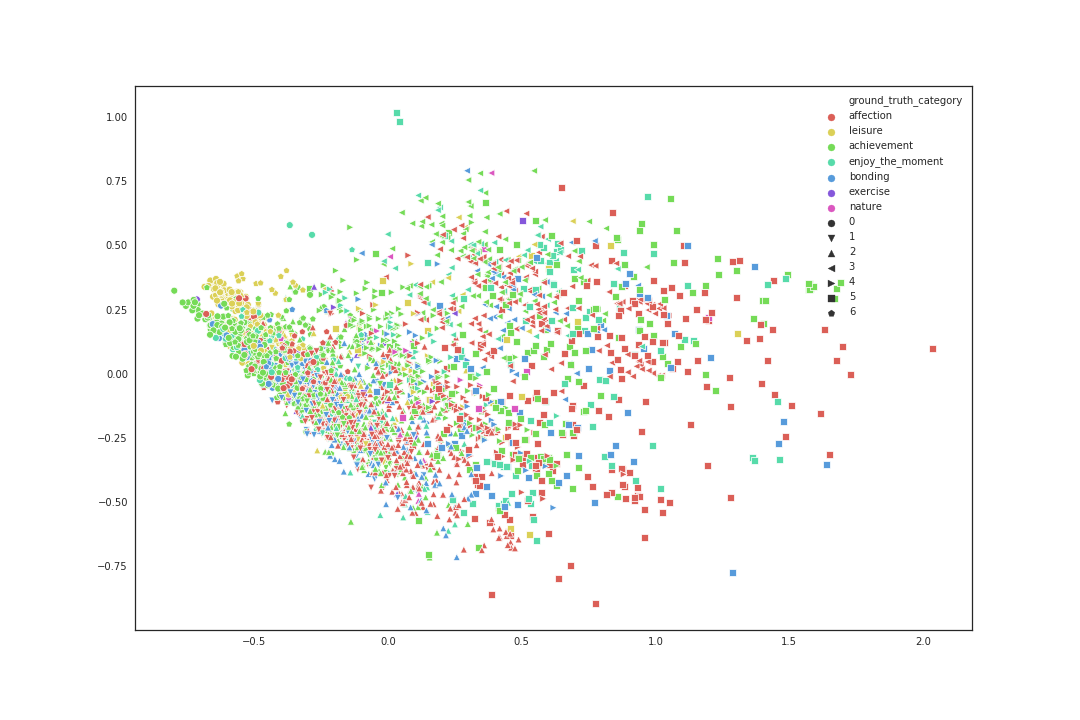 1.00
0.75
0.50
0.25
0.00
−0.25
−0.50
−0.75
−0.5
0.0
0.5
1.0
1.5
2.0
ground_truth_category
affection
leisure
achievement
enjoy_the_moment
bonding
exercise
nature
0
1
2
3
4
5
6